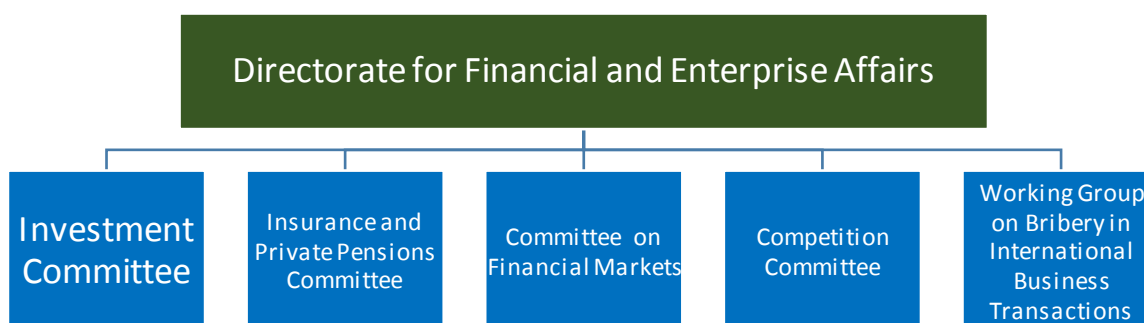 Directorate for Financial and Enterprise Affairs
Investment
Committee
Insurance and
Private Pensions
Committee
Committee on
Financial Markets
Competition
Committee
Working Group
on Bribery in
International
Business
Transactions